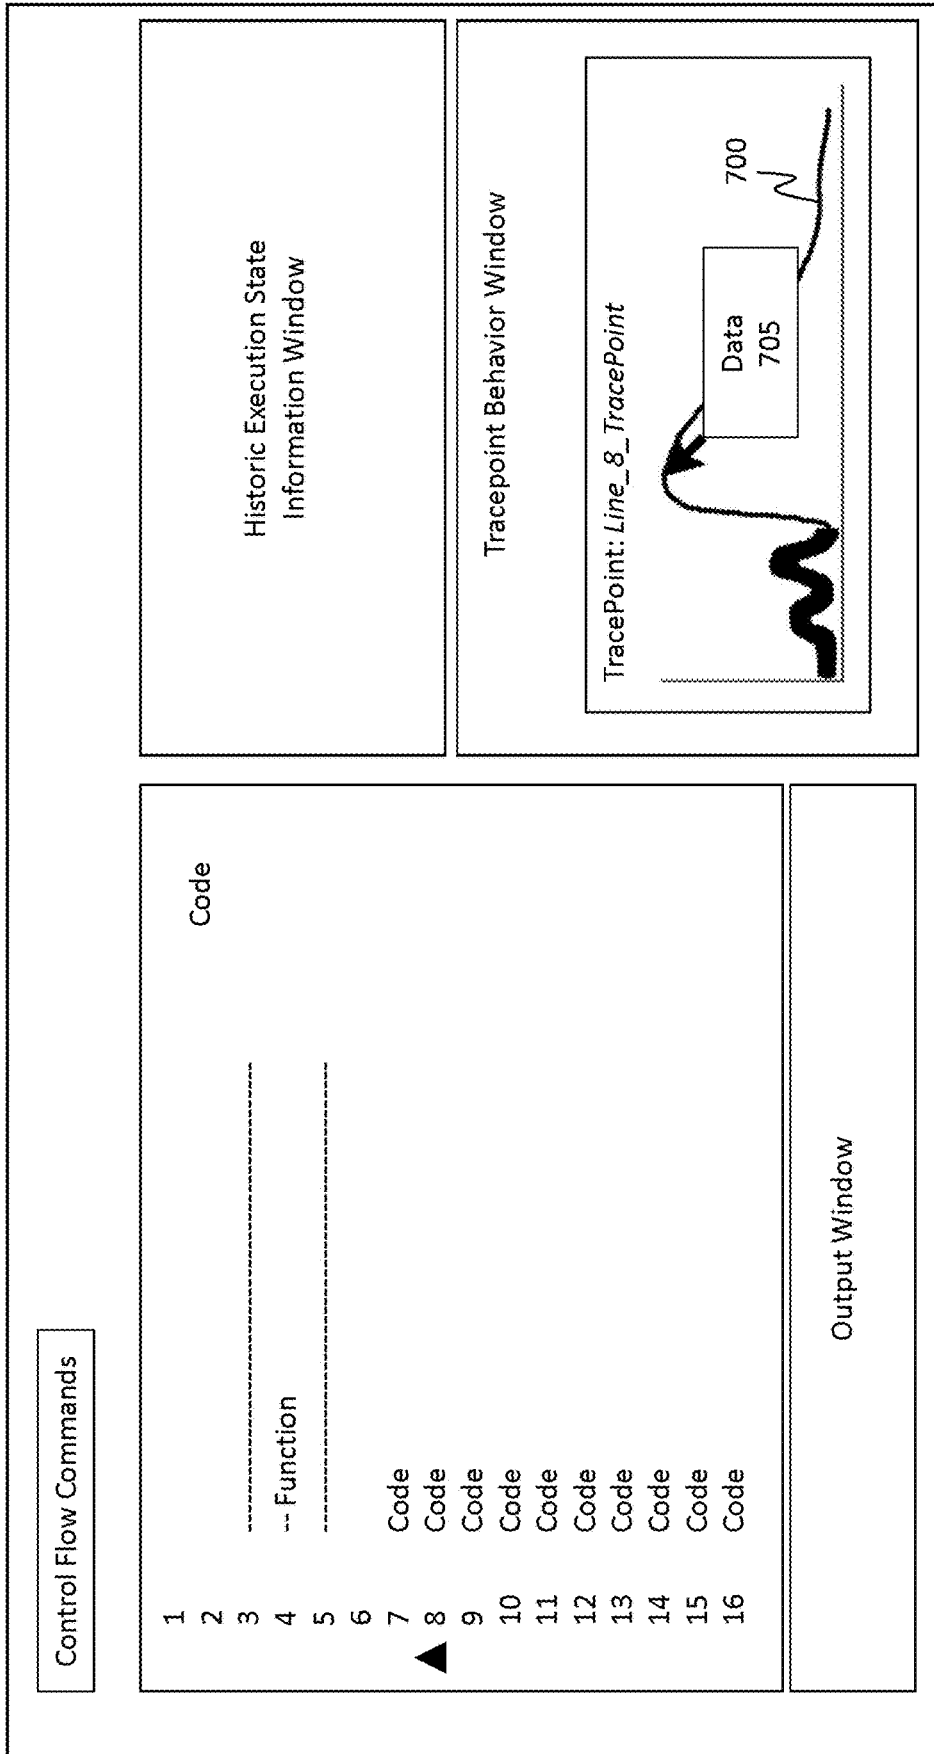 Control Flow Commands
Code
1
2
3 --------------------------------------------------
4 -- Function
5 --------------------------------------------------
6
7 Code
8 Code
9 Code
10 Code
11 Code
12 Code
13 Code
14 Code
15 Code
16 Code
Output Window
Historic Execution State
Information Window
Tracepoint Behavior Window
TracePoint: Line_8_TracePoint
Data
705
700